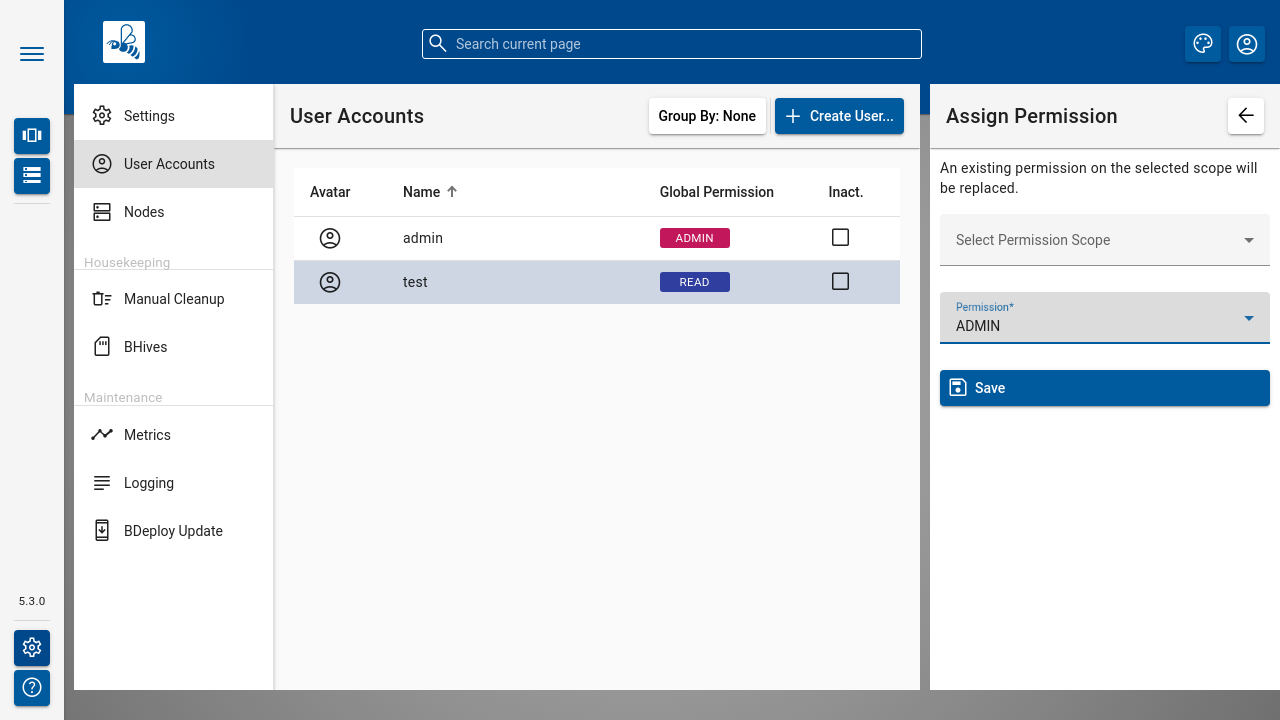 Search current page
Settings
User Accounts
Nodes
Housekeeping
Manual Cleanup
BHives
Maintenance
Metrics
Logging
BDeploy Update
5.3.0
User Accounts
Group By: None
Create User...
Avatar Name Global Permission Inact.
admin ADMIN
test READ
Assign Permission
An existing permission on the selected scope will
be replaced.
Select Permission Scope
Permission*
ADMIN
Save